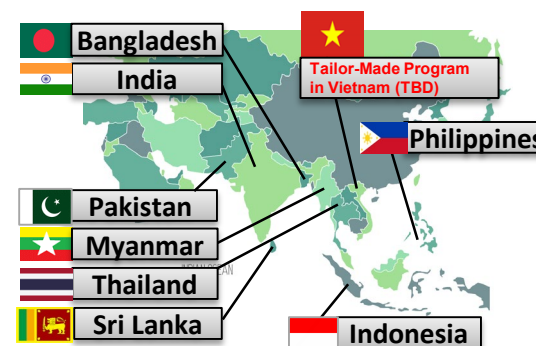 Bangladesh
India
Tailor-Made Program
in Vietnam (TBD)
Philippines
Pakistan
Myanmar
Thailand
Sri Lanka
Indonesia